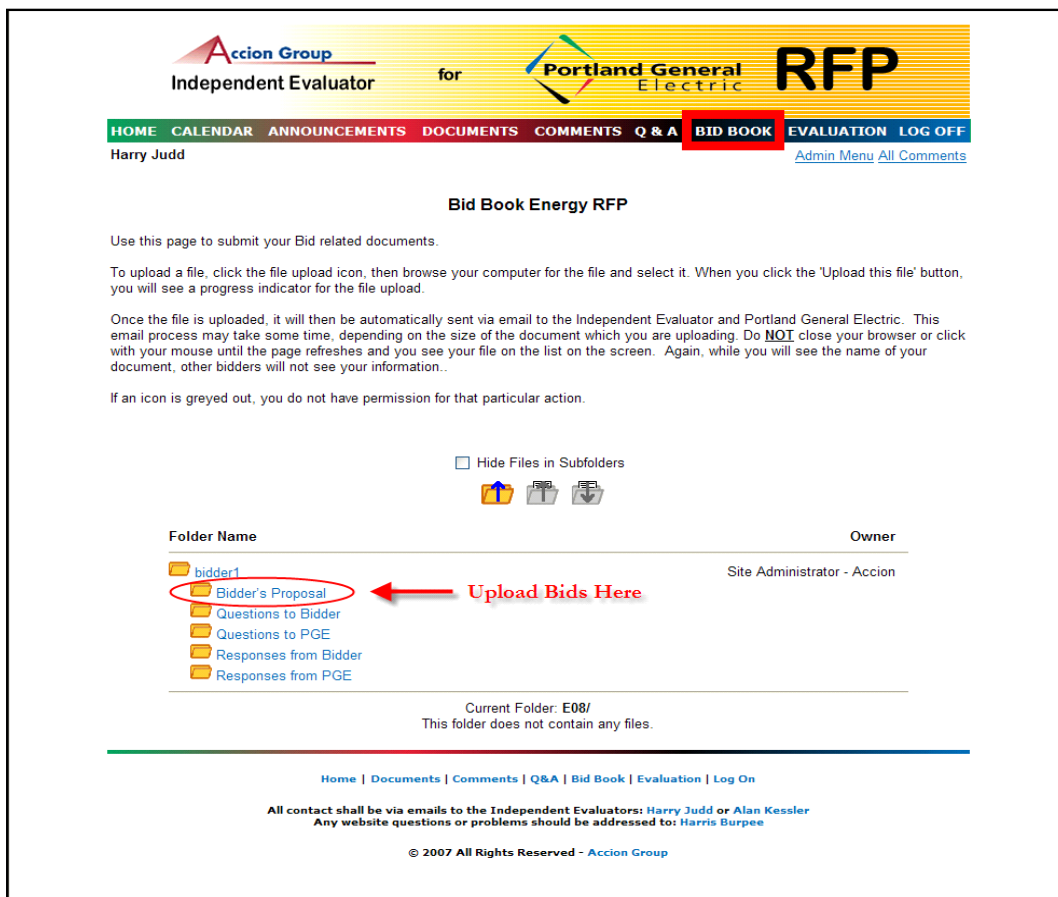 Accion Group
Independent Evaluator
for
Portland General
Electric
RFP
HOME CALENDAR ANNOUNCEMENTS DOCUMENTS COMMENTS Q & A BID BOOK EVALUATION LOG OFF
Harry Judd
Admin Menu All Comments
Bid Book Energy RFP
Use this page to submit your Bid related documents.
To upload a file, click the file upload icon, then browse your computer for the file and select it. When you click the 'Upload this file' button,
you will see a progress indicator for the file upload.
Once the file is uploaded, it will then be automatically sent via email to the Independent Evaluator and Portland General Electric. This
email process may take some time, depending on the size of the document which you are uploading. Do NOT close your browser or click
with your mouse until the page refreshes and you see your file on the list on the screen. Again, while you will see the name of your
document, other bidders will not see your information..
If an icon is greyed out, you do not have permission for that particular action.
Hide Files in Subfolders
Folder Name Owner
bidder1 Site Administrator - Accion
Bidder's Proposal Upload Bids Here
Questions to Bidder
Questions to PGE
Responses from Bidder
Responses from PGE
Current Folder: E08/
This folder does not contain any files.
Home | Documents | Comments | Q&A | Bid Book | Evaluation | Log On
All contact shall be via emails to the Independent Evaluators: Harry Judd or Alan Kessler
Any website questions or problems should be addressed to: Harris Burpee
© 2007 All Rights Reserved - Accion Group